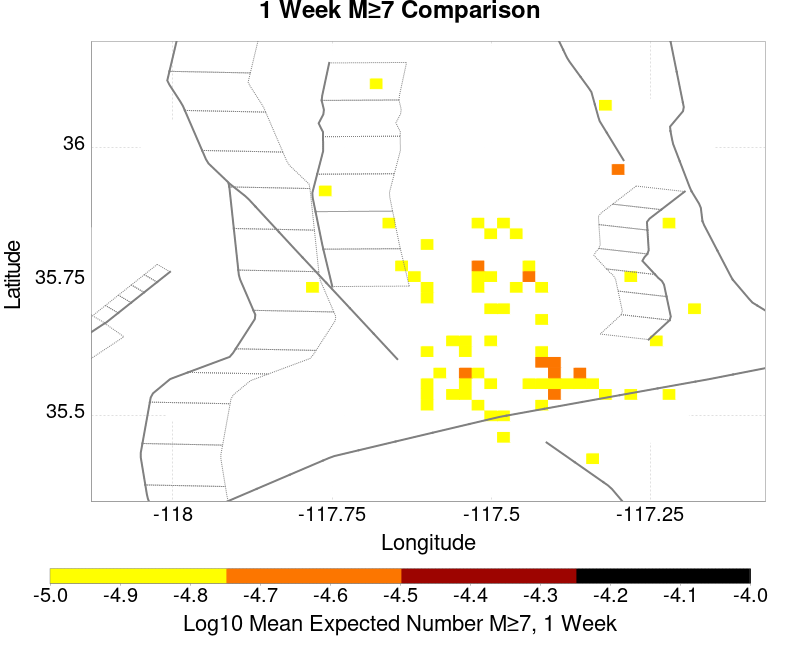 1 Week M≥7 Comparison
36
35.75
35.5
Latitude
-118 -117.75 -117.5 -117.25
Longitude
-5.0 -4.9 -4.8 -4.7 -4.6 -4.5 -4.4 -4.3 -4.2 -4.1 -4.0
Log10 Mean Expected Number M≥7, 1 Week